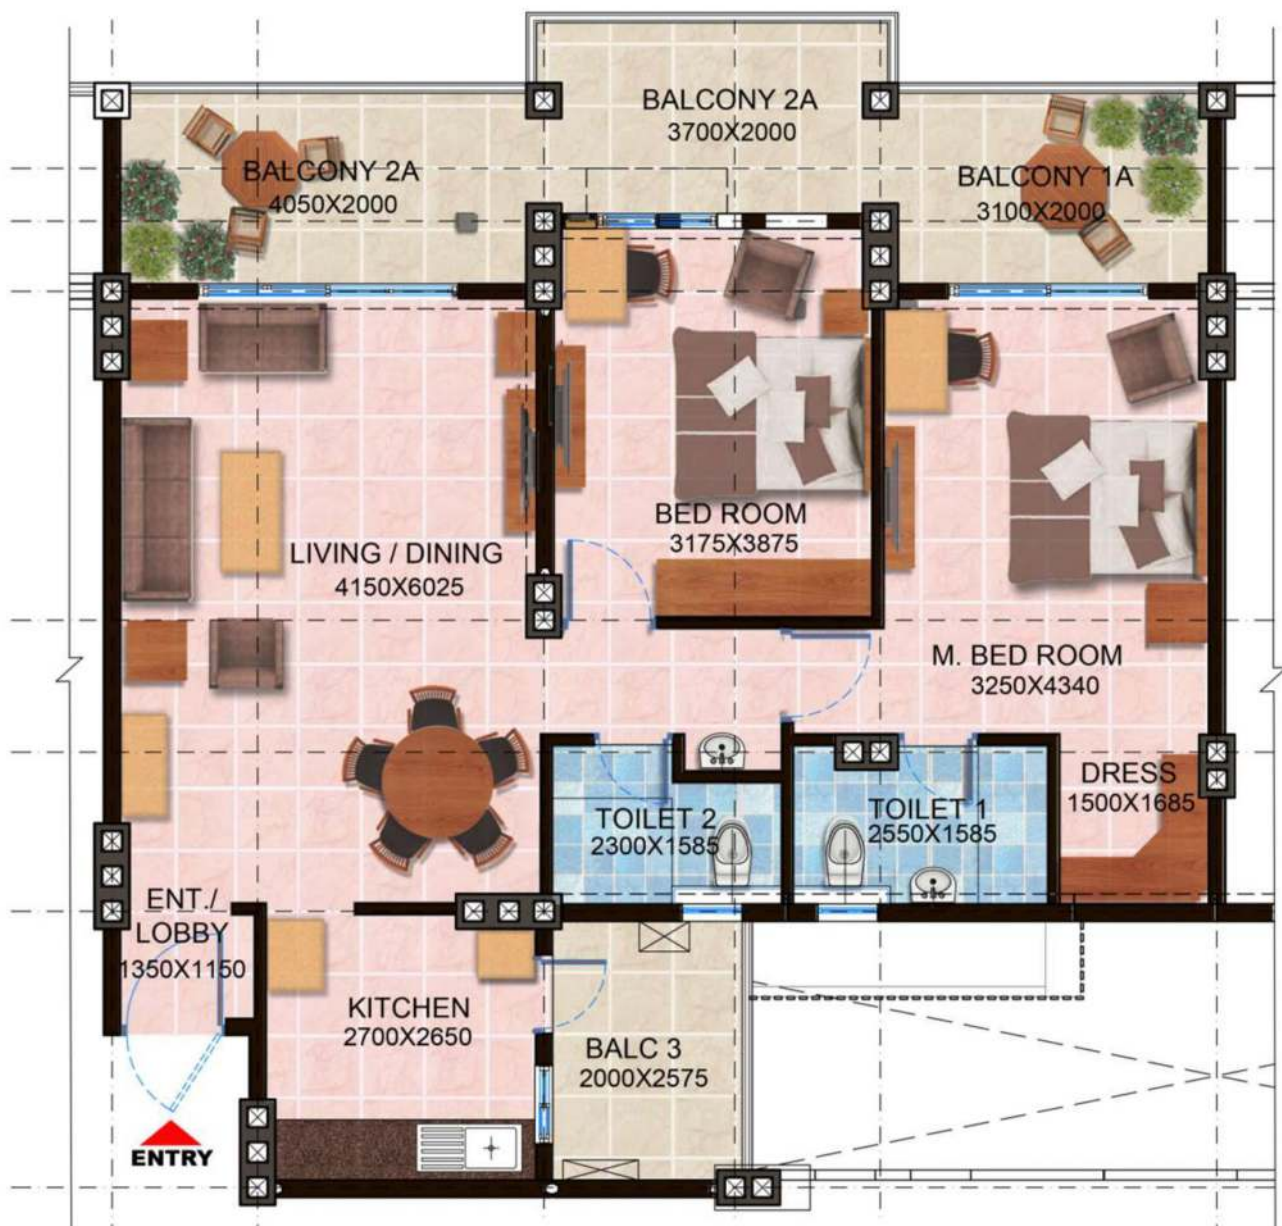 BALCONY 2A
3700X2000
BALCONY 2A
4050X2000
BALCONY 1A
3100X2000
BED ROOM
3175X3875
LIVING / DINING
4150X6025
M. BED ROOM
3250X4340
DRESS
1500X1685
TOILET 2
2300X1585
TOILET 1
2550X1585
ENT./
LOBBY
1350X1150
KITCHEN
2700X2650
BALC 3
2000X2575
ENTRY